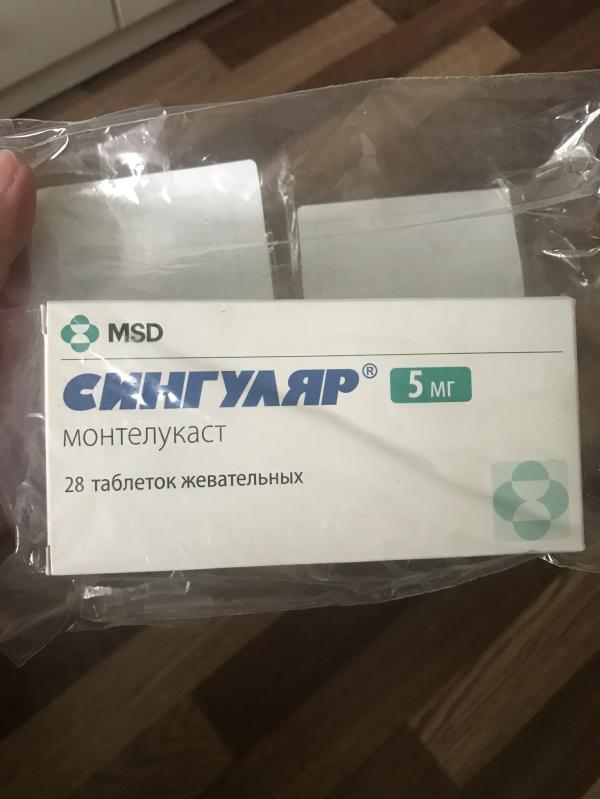 MSD
СИНГУЛЯР® 5 мг
монтелукаст
28 таблеток жевательных